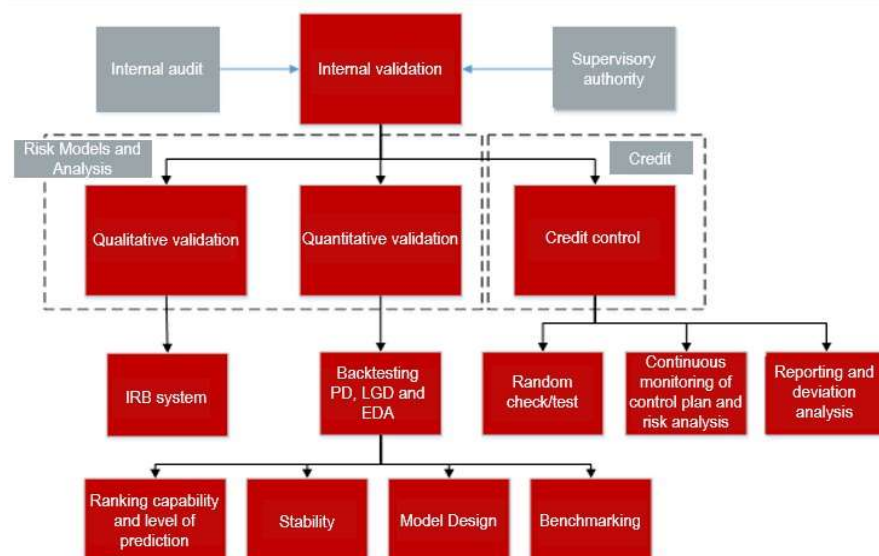 Internal audit
Internal validation
Supervisory
authority
Risk Models and
Analysis
Credit
Qualitative validation
Quantitative validation
Credit control
IRB system
Backtesting
PD, LGD and
EDA
Random
check/test
Continuous
monitoring of
control plan and
risk analysis
Reporting and
deviation
analysis
Ranking capability
and level of
prediction
Stability
Model Design
Benchmarking